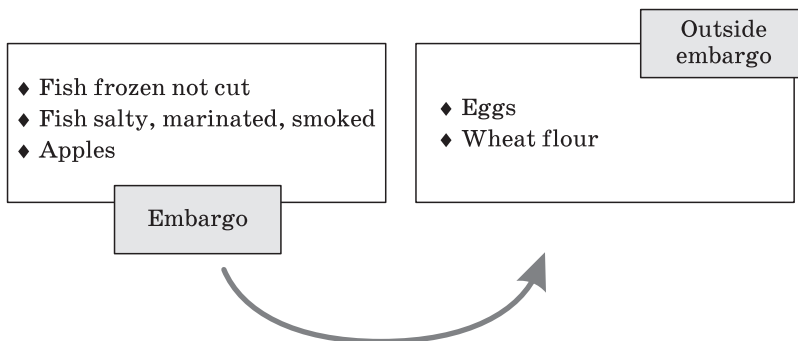 Outside
embargo
♦ Fish frozen not cut
♦ Fish salty, marinated, smoked
♦ Apples
Embargo
♦ Eggs
♦ Wheat flour